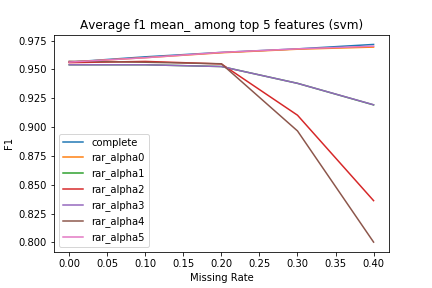 Average f1 mean_ among top 5 features (svm)
0.975
0.950
0.925
0.900
0.875
0.850
0.825
0.800
F1
complete
rar_alpha0
rar_alpha1
rar_alpha2
rar_alpha3
rar_alpha4
rar_alpha5
0.00 0.05 0.10 0.15 0.20 0.25 0.30 0.35 0.40
Missing Rate